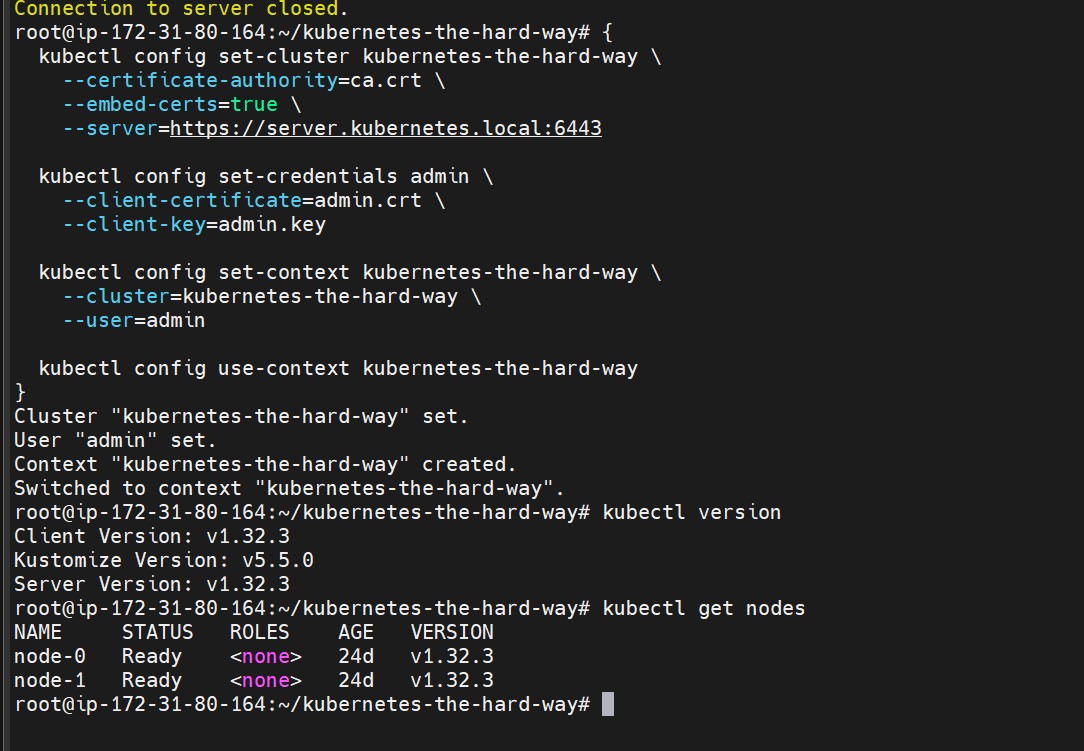 Connection to server closed.
root@ip-172-31-80-164:~/kubernetes-the-hard-way# {
  kubectl config set-cluster kubernetes-the-hard-way \
    --certificate-authority=ca.crt \
    --embed-certs=true \
    --server=https://server.kubernetes.local:6443

  kubectl config set-credentials admin \
    --client-certificate=admin.crt \
    --client-key=admin.key

  kubectl config set-context kubernetes-the-hard-way \
    --cluster=kubernetes-the-hard-way \
    --user=admin

  kubectl config use-context kubernetes-the-hard-way
}
Cluster "kubernetes-the-hard-way" set.
User "admin" set.
Context "kubernetes-the-hard-way" created.
Switched to context "kubernetes-the-hard-way".
root@ip-172-31-80-164:~/kubernetes-the-hard-way# kubectl version
Client Version: v1.32.3
Kustomize Version: v5.5.0
Server Version: v1.32.3
root@ip-172-31-80-164:~/kubernetes-the-hard-way# kubectl get nodes
NAME     STATUS   ROLES    AGE   VERSION
node-0   Ready    <none>   24d   v1.32.3
node-1   Ready    <none>   24d   v1.32.3
root@ip-172-31-80-164:~/kubernetes-the-hard-way#